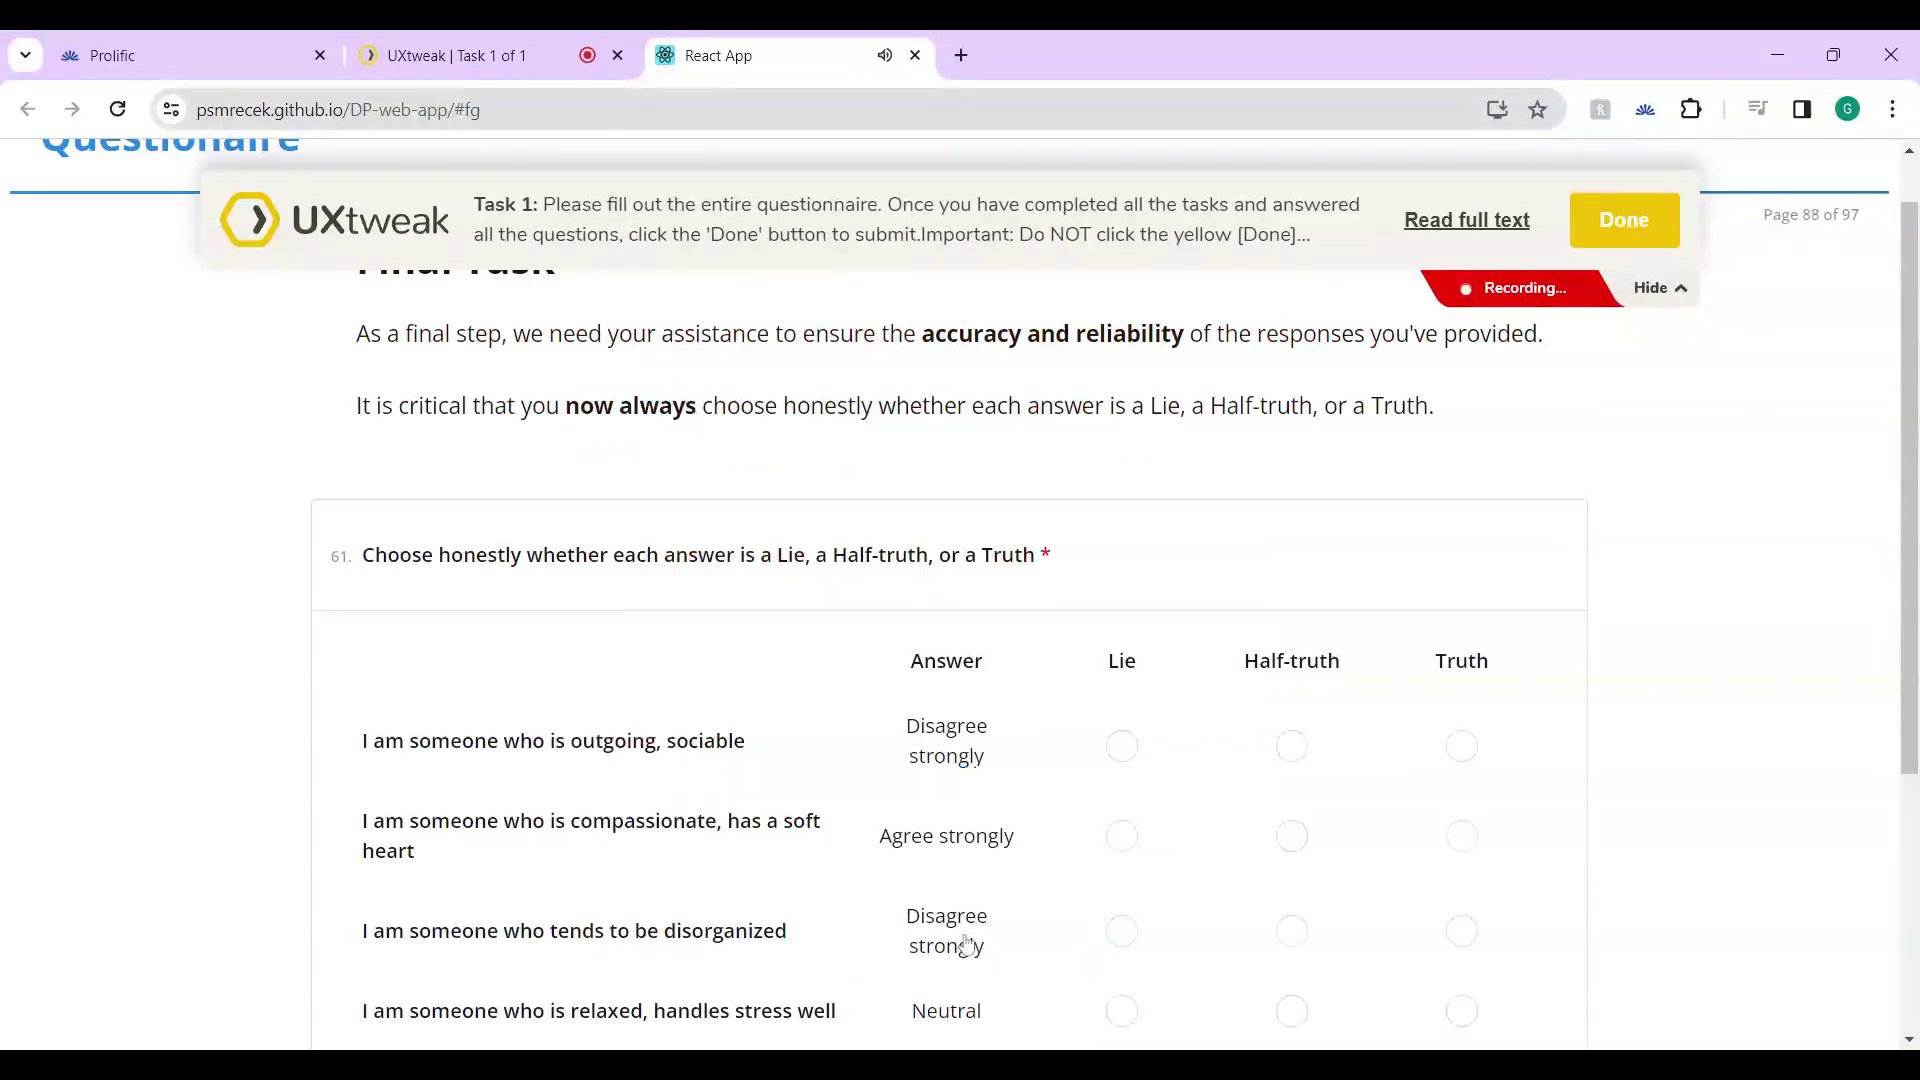 Prolific
UXtweak | Task 1 of 1
React App
psmrecek.github.io/DP-web-app/#fg
G
Questionaire
UXtweak
Task 1: Please fill out the entire questionnaire. Once you have completed all the tasks and answered
all the questions, click the 'Done' button to submit.Important: Do NOT click the yellow [Done]...
Read full text
Done
Page 88 of 97
Recording...
Hide
Final Task
As a final step, we need your assistance to ensure the accuracy and reliability of the responses you've provided.
It is critical that you now always choose honestly whether each answer is a Lie, a Half-truth, or a Truth.
61. Choose honestly whether each answer is a Lie, a Half-truth, or a Truth *
Answer Lie Half-truth Truth
I am someone who is outgoing, sociable
Disagree
strongly
I am someone who is compassionate, has a soft
heart
Agree strongly
I am someone who tends to be disorganized
Disagree
strongly
I am someone who is relaxed, handles stress well
Neutral